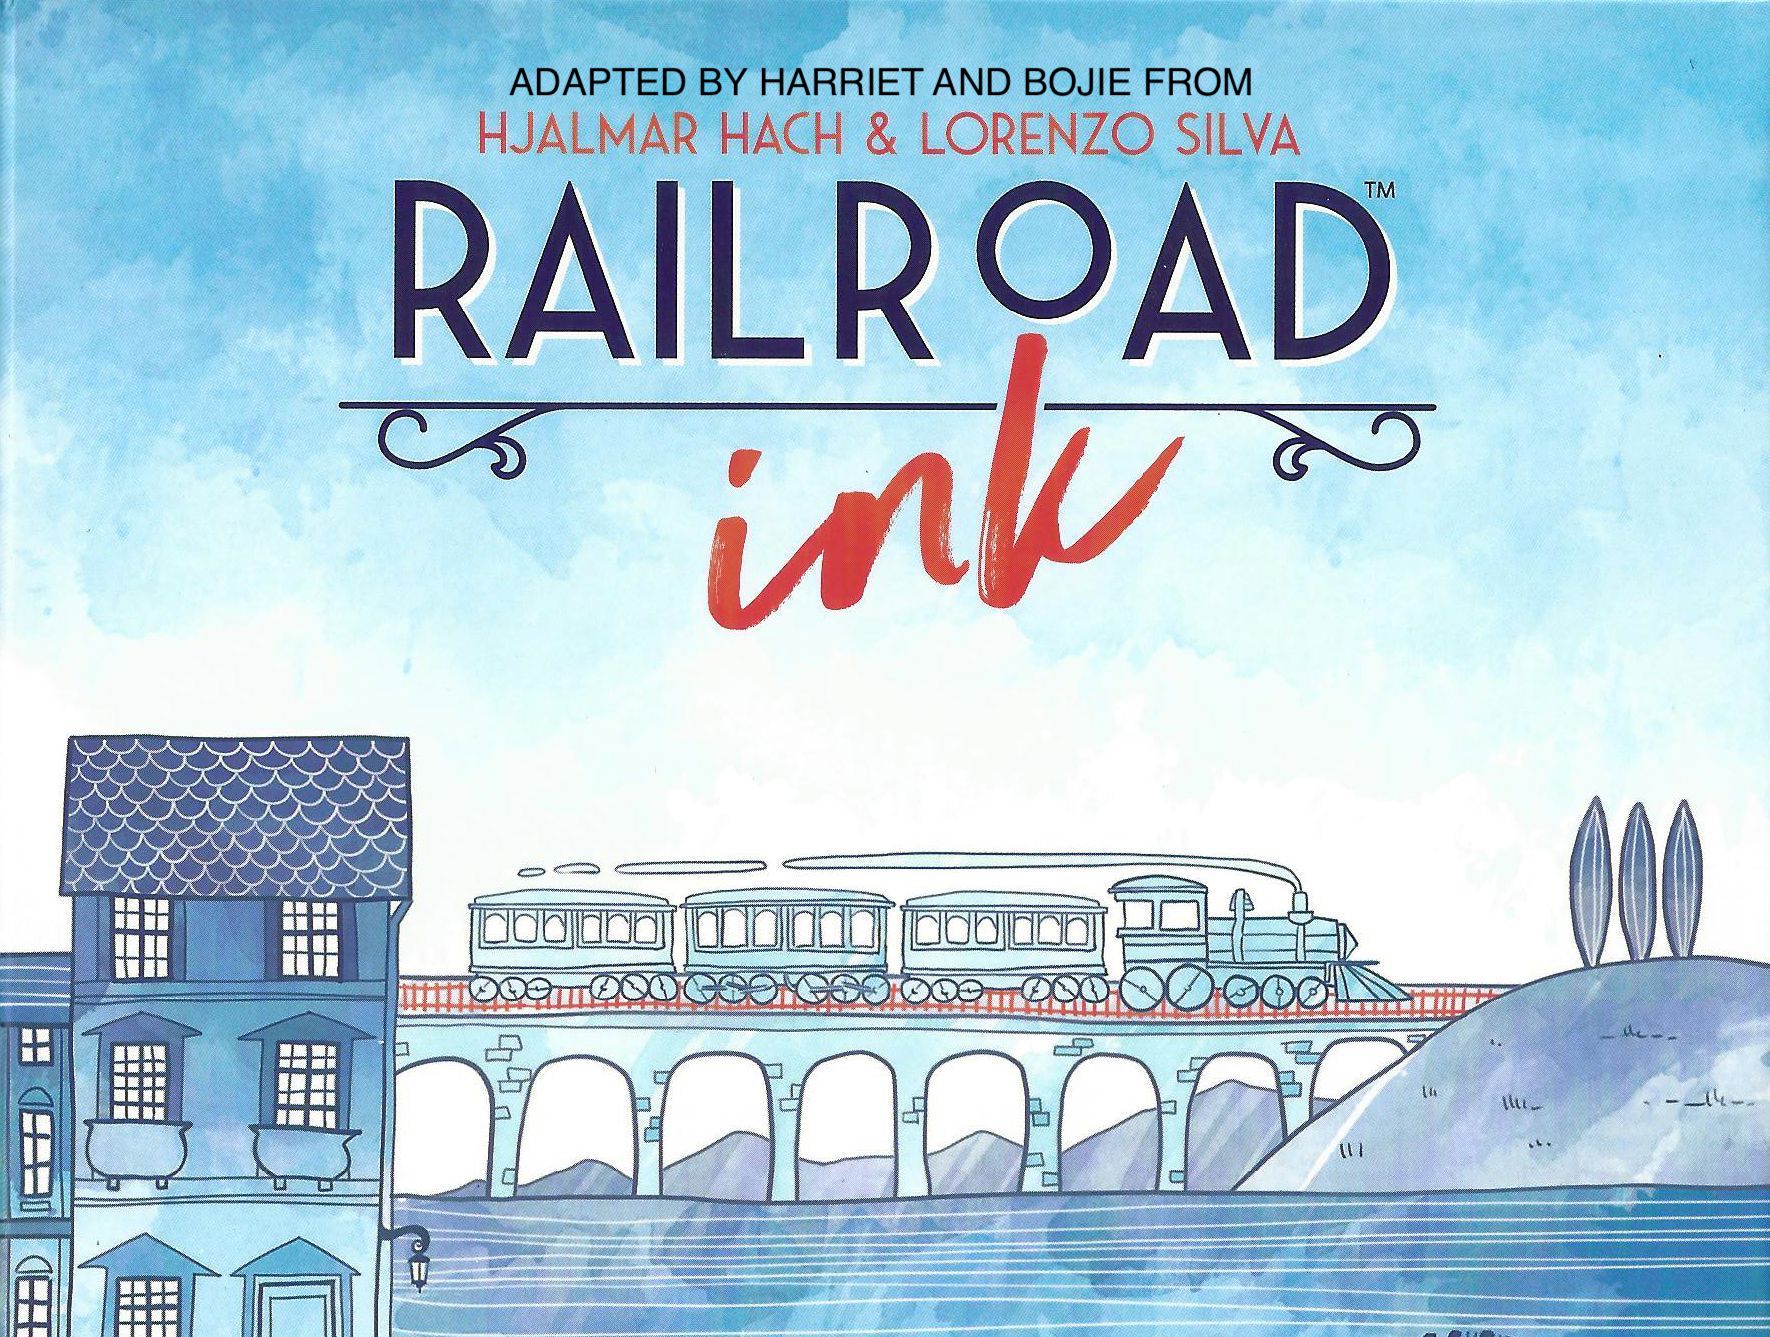 ADAPTED BY HARRIET AND BOJIE FROM
HJALMAR HACH & LORENZO SILVA
RAILROAD™
ink